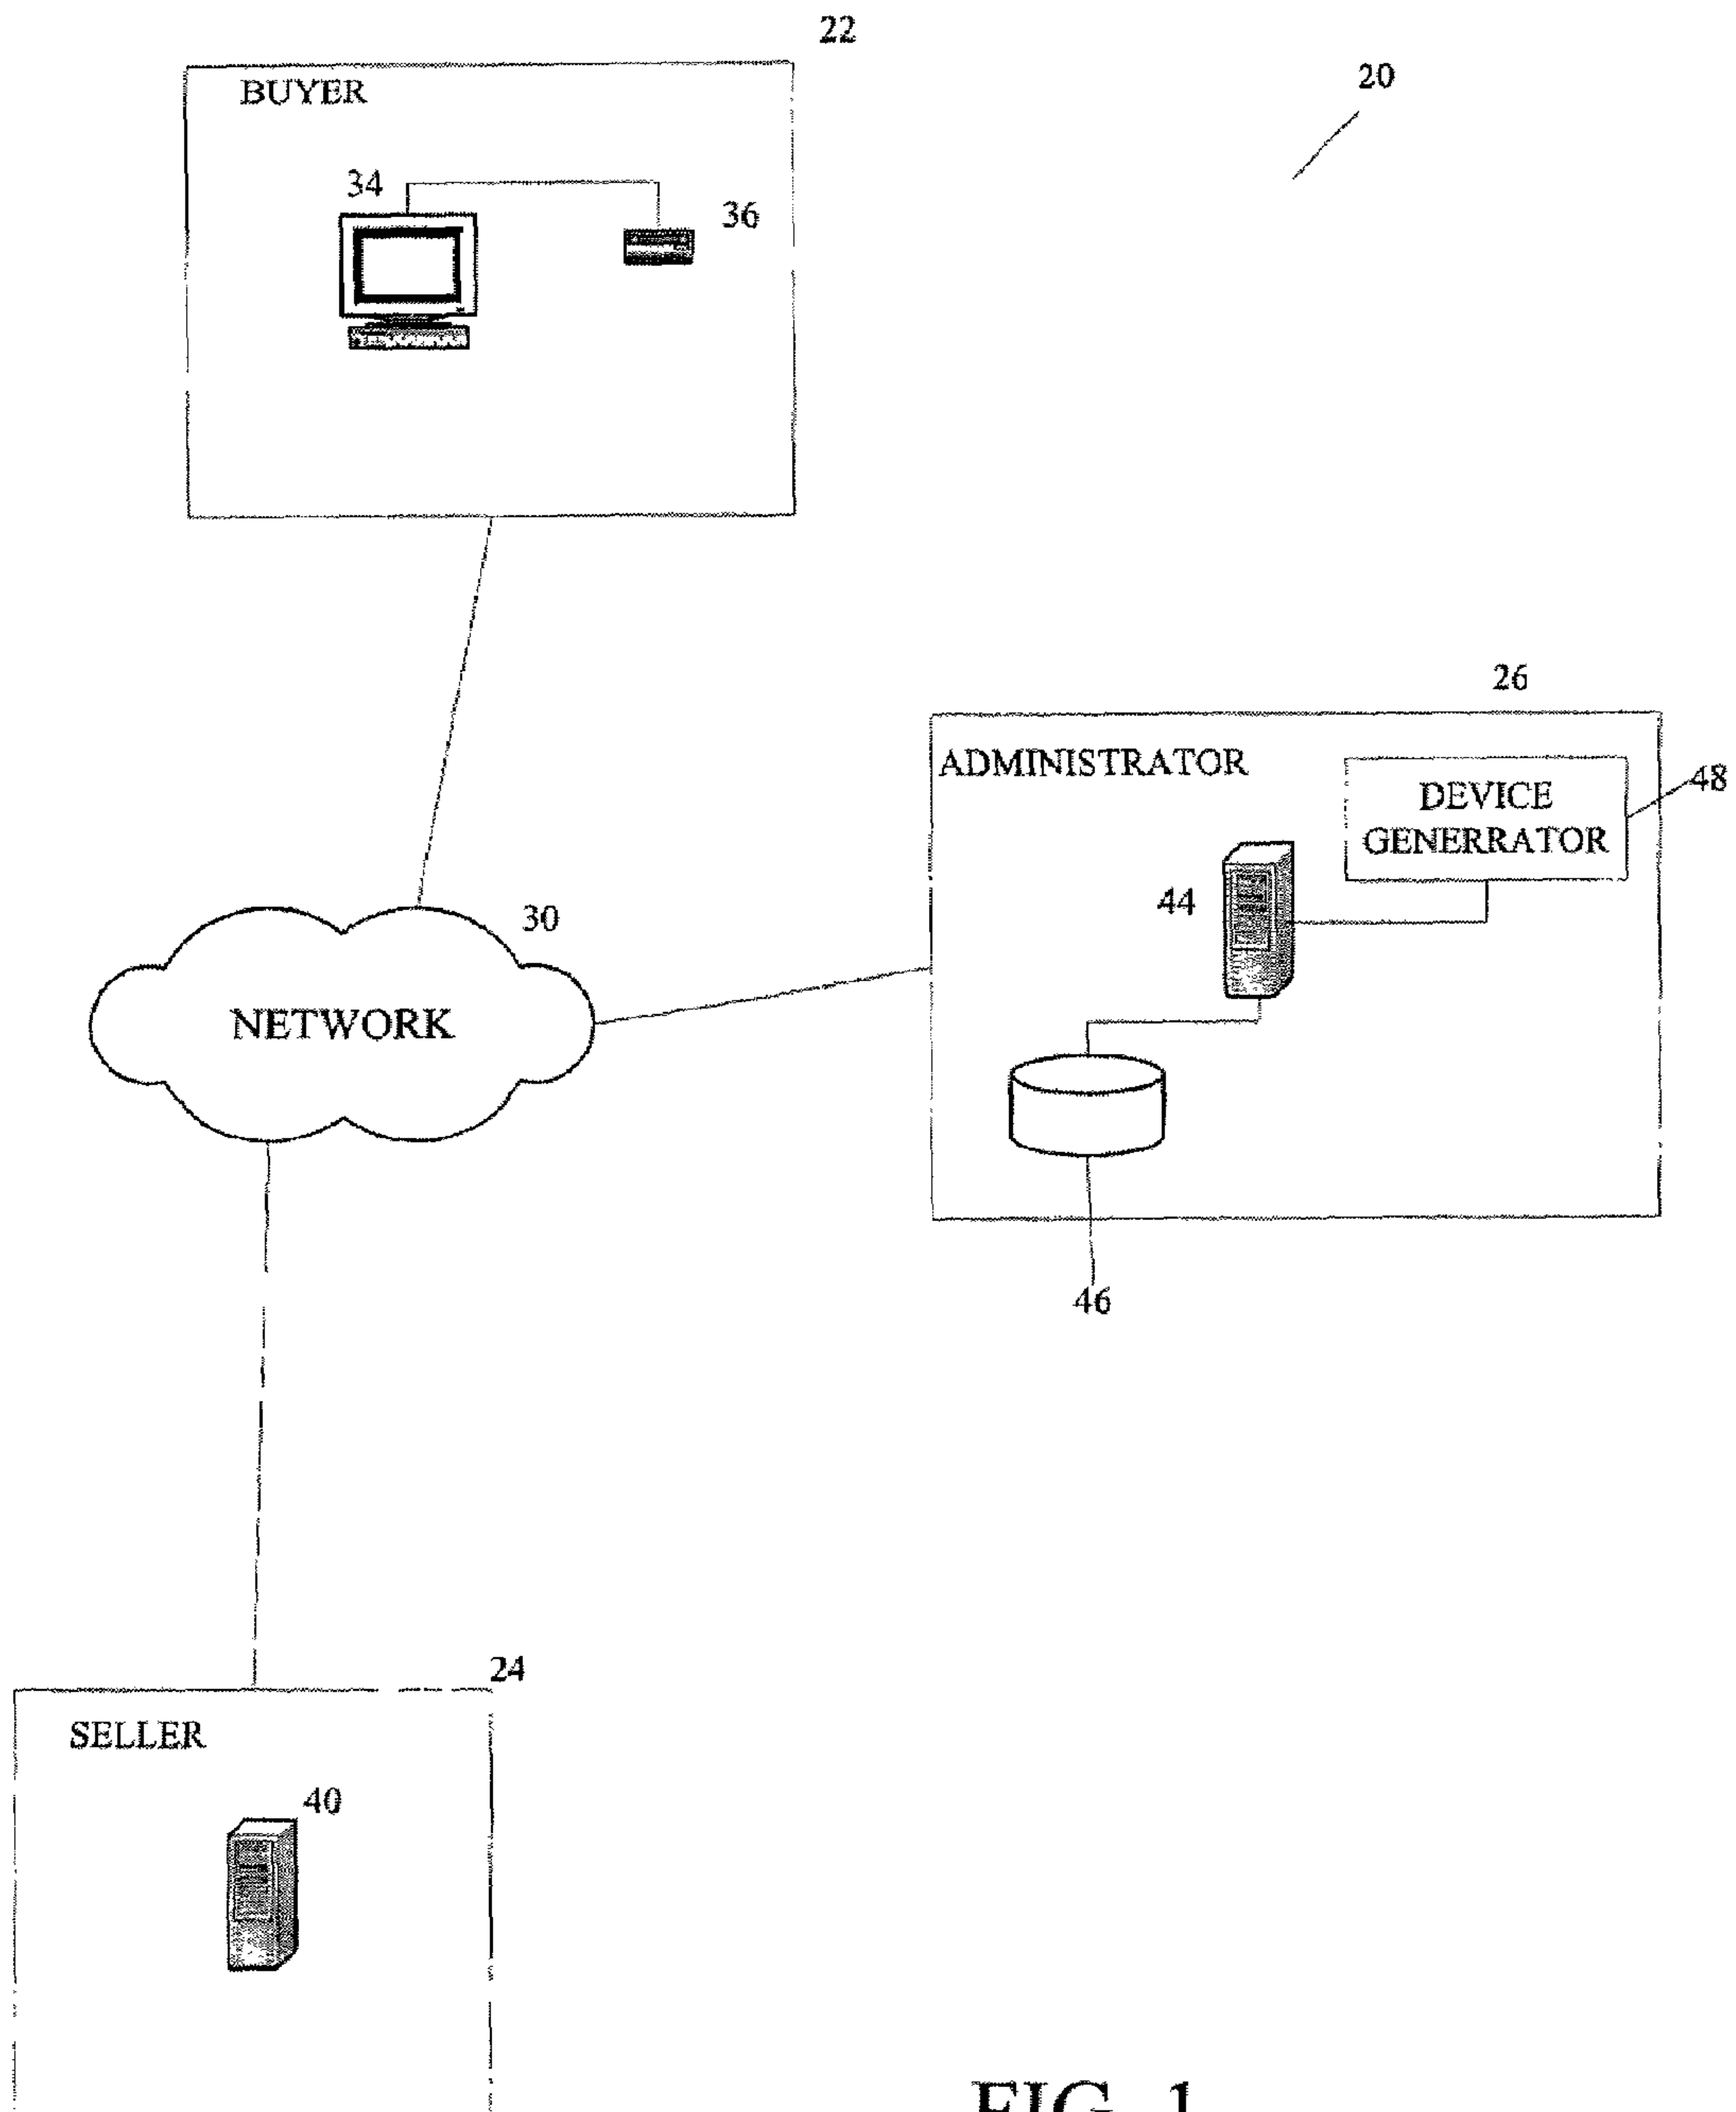 22
20
BUYER
34
36
26
ADMINISTRATOR
DEVICE
GENERRATOR
48
44
30
NETWORK
46
24
SELLER
40
FIG. 1